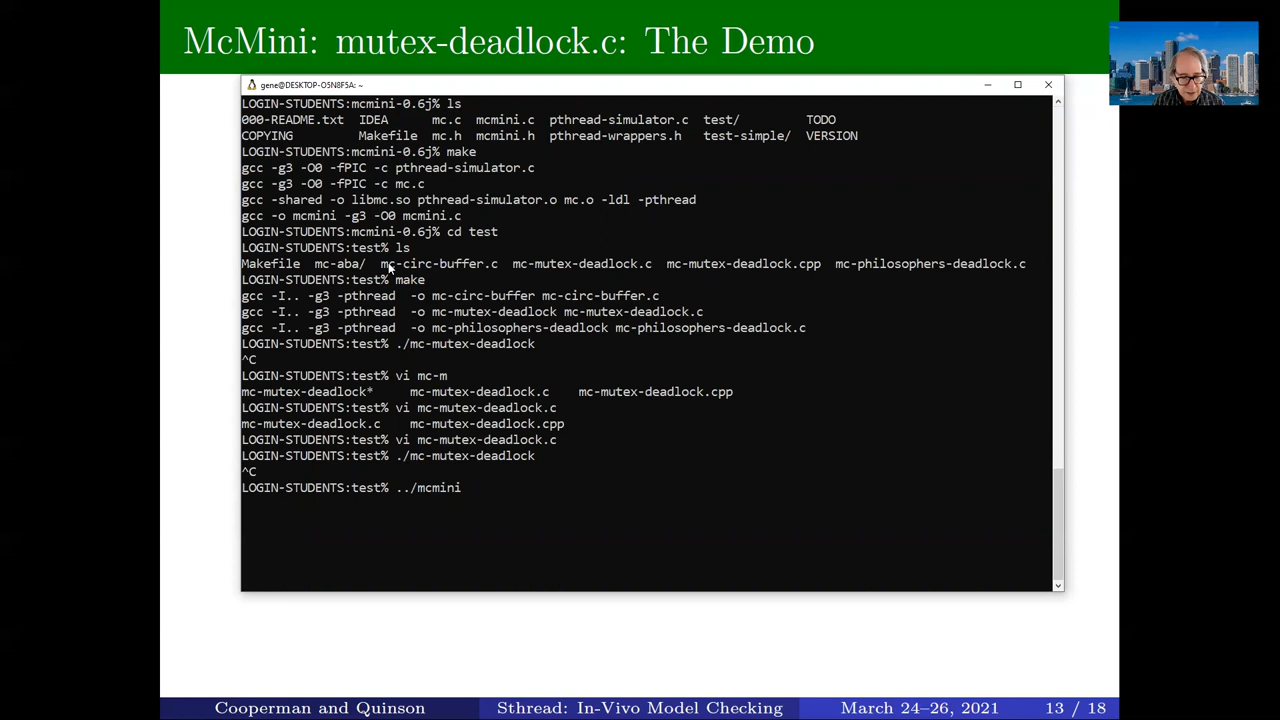 McMini: mutex-deadlock.c: The Demo
gene@DESKTOP-O5N8F5A: ~
LOGIN-STUDENTS:mcmini-0.6j% ls
000-README.txt IDEA mc.c mcmini.c pthread-simulator.c test/ TODO
COPYING Makefile mc.h mcmini.h pthread-wrappers.h test-simple/ VERSION
LOGIN-STUDENTS:mcmini-0.6j% make
gcc -g3 -O0 -fPIC -c pthread-simulator.c
gcc -g3 -O0 -fPIC -c mc.c
gcc -shared -o libmc.so pthread-simulator.o mc.o -ldl -pthread
gcc -o mcmini -g3 -O0 mcmini.c
LOGIN-STUDENTS:mcmini-0.6j% cd test
LOGIN-STUDENTS:test% ls
Makefile mc-aba/ mc-circ-buffer.c mc-mutex-deadlock.c mc-mutex-deadlock.cpp mc-philosophers-deadlock.c
LOGIN-STUDENTS:test% make
gcc -I.. -g3 -pthread -o mc-circ-buffer mc-circ-buffer.c
gcc -I.. -g3 -pthread -o mc-mutex-deadlock mc-mutex-deadlock.c
gcc -I.. -g3 -pthread -o mc-philosophers-deadlock mc-philosophers-deadlock.c
LOGIN-STUDENTS:test% ./mc-mutex-deadlock
^C
LOGIN-STUDENTS:test% vi mc-m
mc-mutex-deadlock* mc-mutex-deadlock.c mc-mutex-deadlock.cpp
LOGIN-STUDENTS:test% vi mc-mutex-deadlock.c
mc-mutex-deadlock.c mc-mutex-deadlock.cpp
LOGIN-STUDENTS:test% vi mc-mutex-deadlock.c
LOGIN-STUDENTS:test% ./mc-mutex-deadlock
^C
LOGIN-STUDENTS:test% ../mcmini
Cooperman and Quinson Sthread: In-Vivo Model Checking March 24–26, 2021 13 / 18